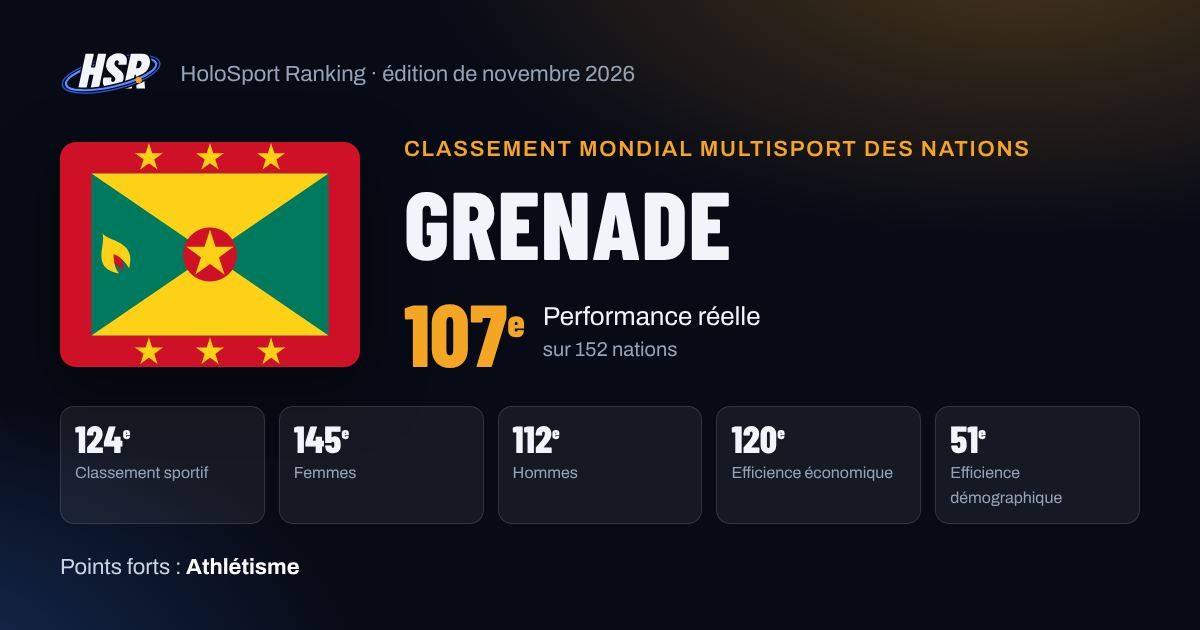 HSR
HoloSport Ranking · édition de novembre 2026
CLASSEMENT MONDIAL MULTISPORT DES NATIONS
GRENADE
107e Performance réelle
sur 152 nations
124e
Classement sportif
145e
Femmes
112e
Hommes
120e
Efficience économique
51e
Efficience
démographique
Points forts : Athlétisme